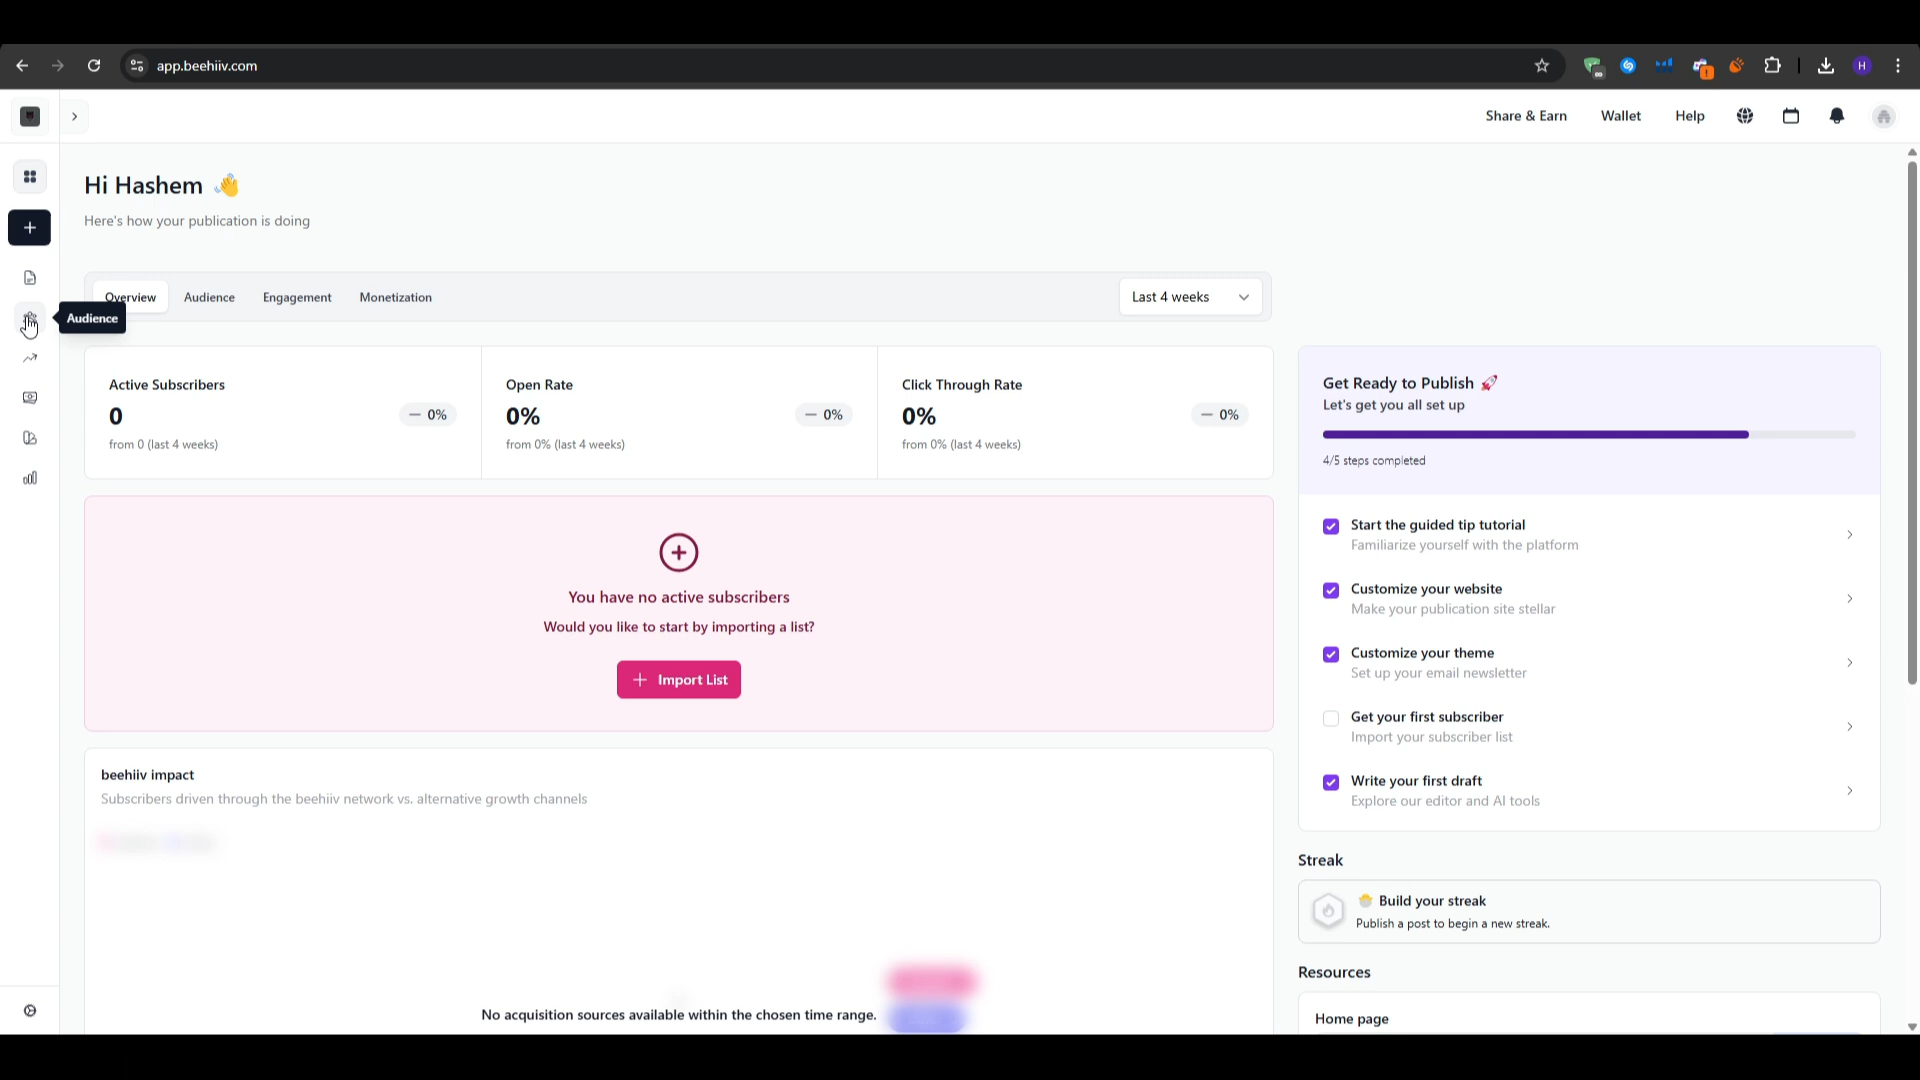 app.beehiiv.com
H
Share & Earn
Wallet
Help
Hi Hashem 👋
Here's how your publication is doing
Overview
Audience
Engagement
Monetization
Last 4 weeks
Audience
Active Subscribers
0
— 0%
from 0 (last 4 weeks)
Open Rate
0%
— 0%
from 0% (last 4 weeks)
Click Through Rate
0%
— 0%
from 0% (last 4 weeks)
You have no active subscribers
Would you like to start by importing a list?
+ Import List
beehiiv impact
Subscribers driven through the beehiiv network vs. alternative growth channels
No acquisition sources available within the chosen time range.
Get Ready to Publish 🚀
Let's get you all set up
4/5 steps completed
Start the guided tip tutorial
Familiarize yourself with the platform
Customize your website
Make your publication site stellar
Customize your theme
Set up your email newsletter
Get your first subscriber
Import your subscriber list
Write your first draft
Explore our editor and AI tools
Streak
🐣 Build your streak
Publish a post to begin a new streak.
Resources
Home page